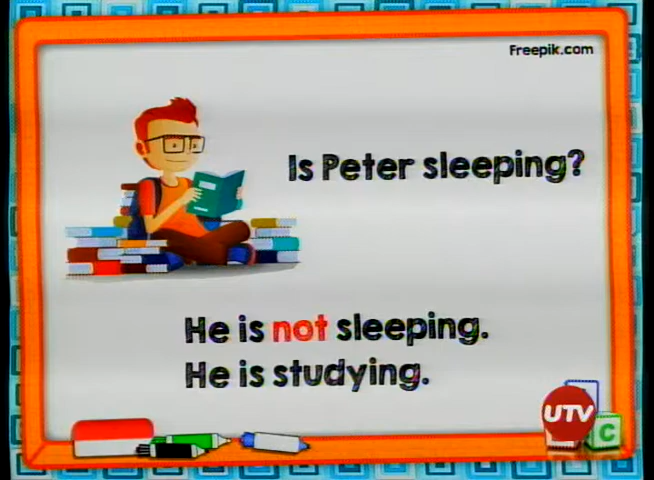 Freepik.com
Is Peter sleeping?
He is not sleeping.
He is studying.
UTV
C